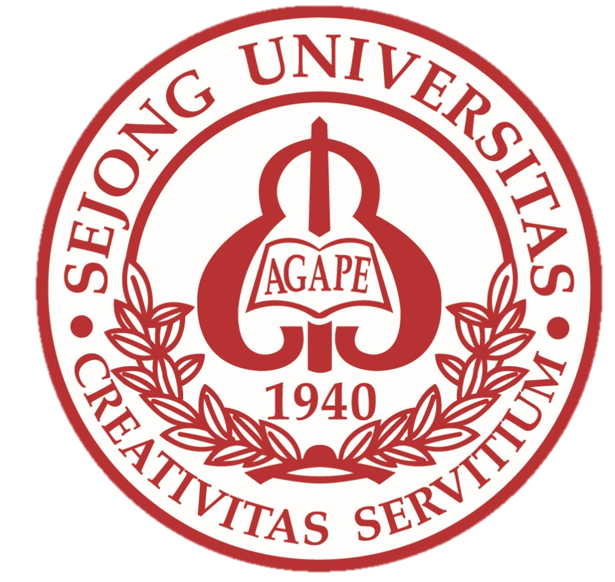 SEJONG UNIVERSITAS
AGAPE
1940
CREATIVITAS SERVITIUM